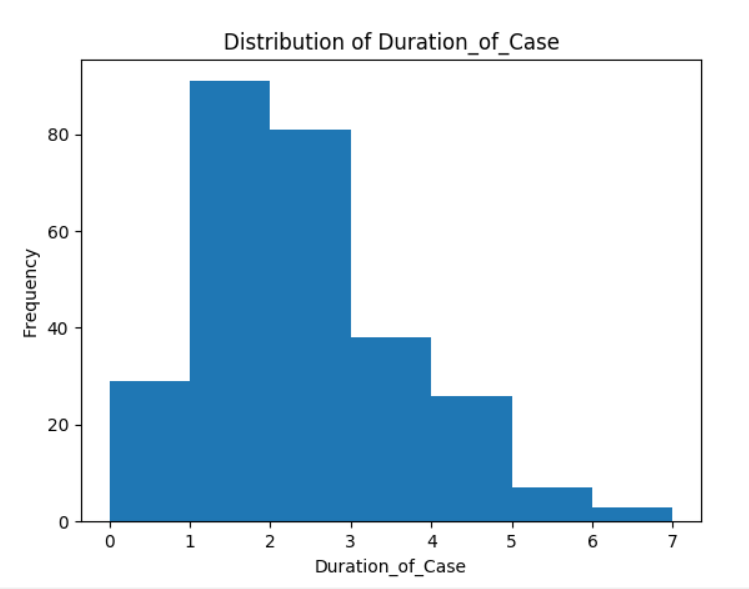 Distribution of Duration_of_Case
80
60
40
20
0
Frequency
0 1 2 3 4 5 6 7
Duration_of_Case